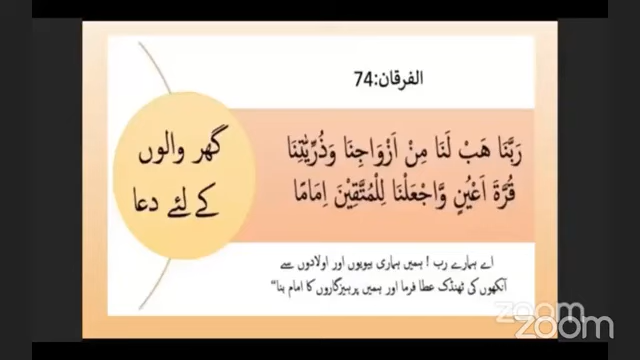 الفرقان:74
گھر والوں
کے لئے دعا
رَبَّنَا هَبْ لَنَا مِنْ اَزْوَاجِنَا وَذُرِّيّٰتِنَا
قُرَّةَ اَعْيُنٍ وَّاجْعَلْنَا لِلْمُتَّقِيْنَ اِمَامًا
اے ہمارے رب ! ہمیں ہماری بیویوں اور اولادوں سے
آنکھوں کی ٹھنڈک عطا فرما اور ہمیں پرہیزگاروں کا امام بنا“
zoom
zoom